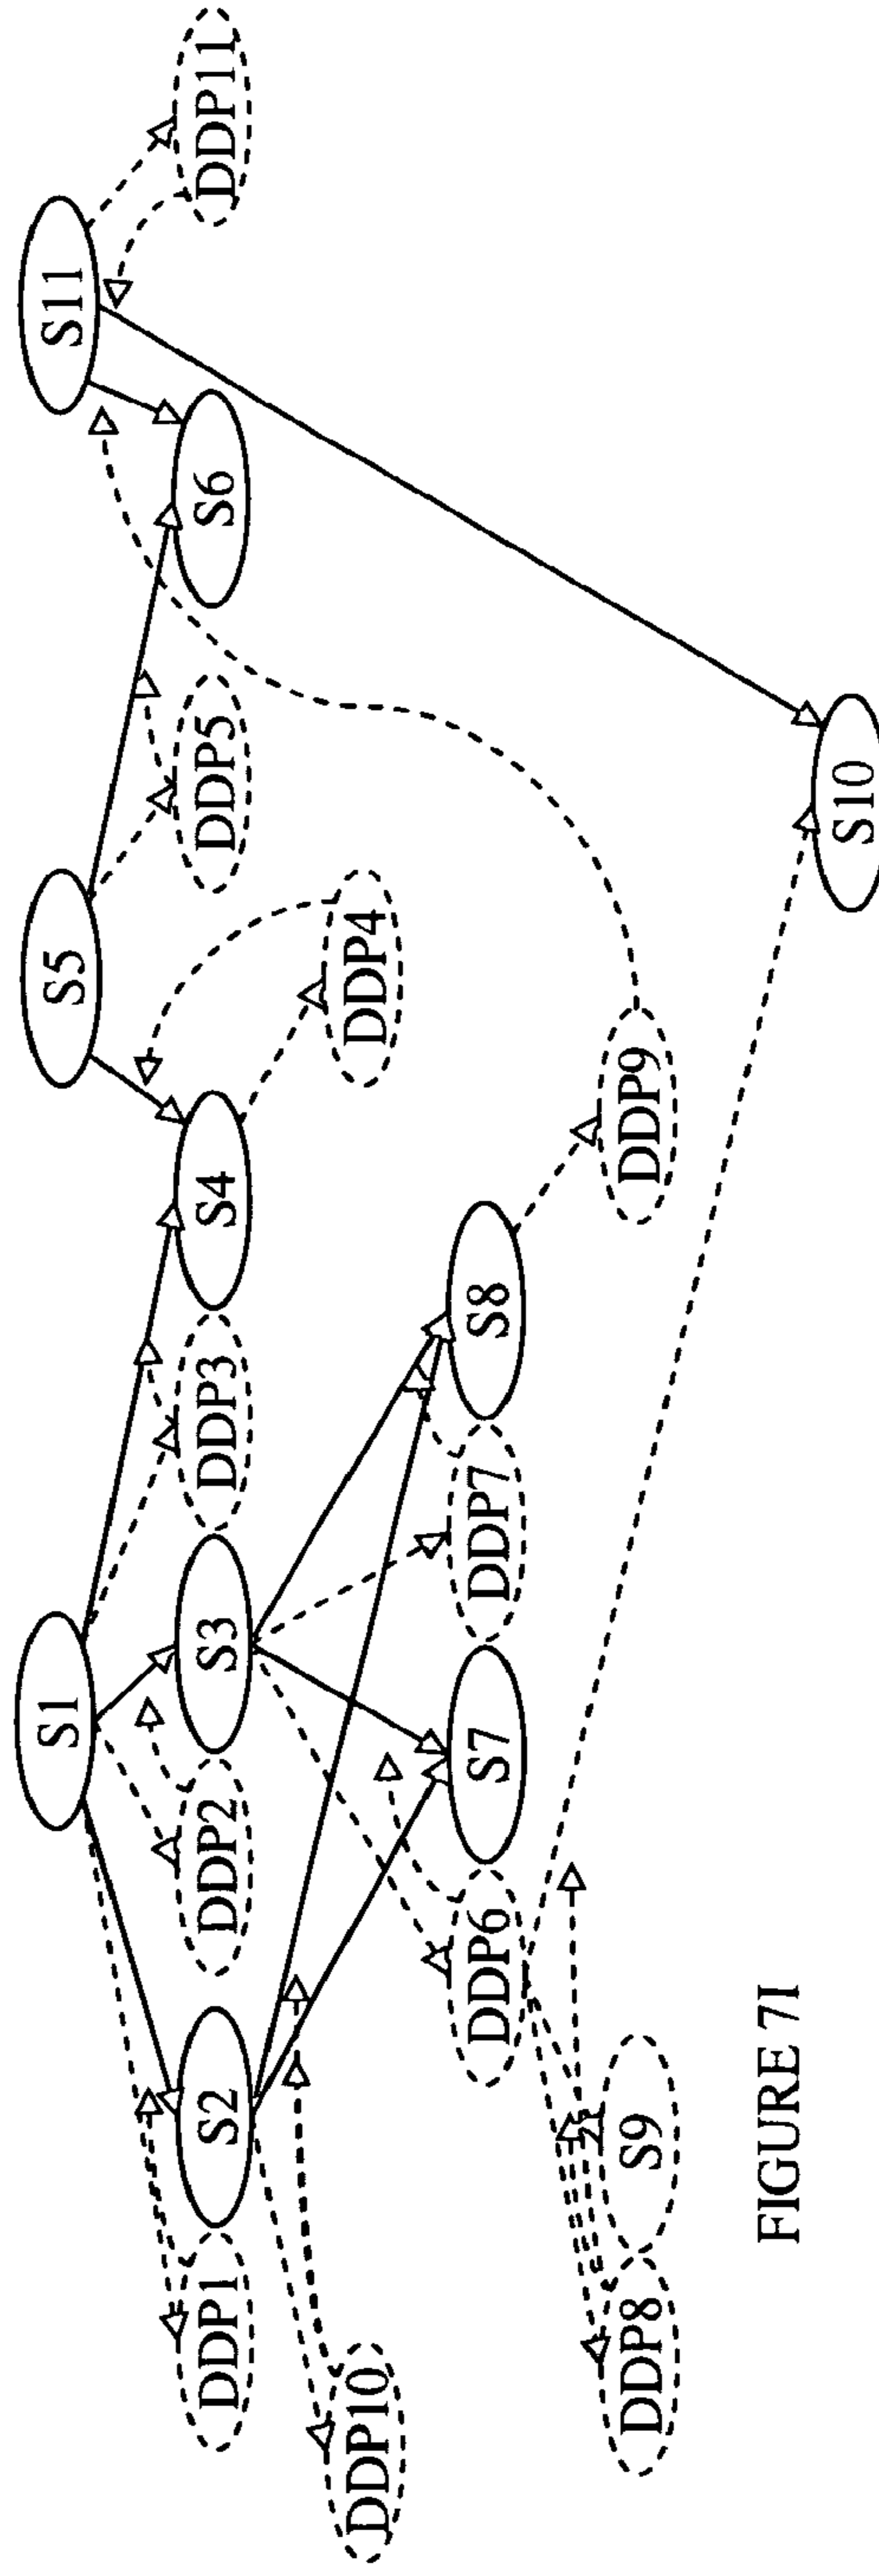 S1
S5
S11
DDP1
S2
DDP2
S3
DDP3
S4
DDP5
S6
DDP11
DDP10
DDP4
DDP6
S7
DDP7
S8
DDP8
S9
DDP9
S10
FIGURE 7I